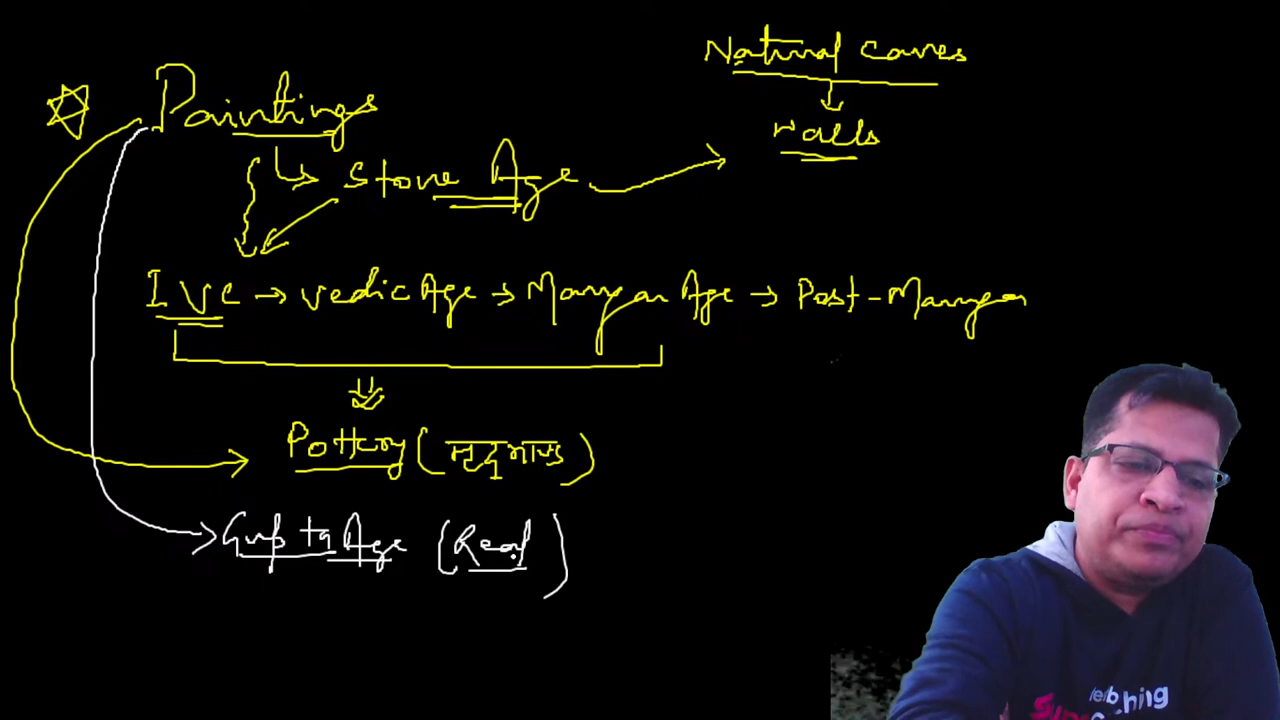 Paintings
Natural caves
walls
Stone Age
IVC → Vedic Age → Mauryan Age → Post-Mauryan
Pottery (मृद्भाण्ड)
Gupta Age (Real)